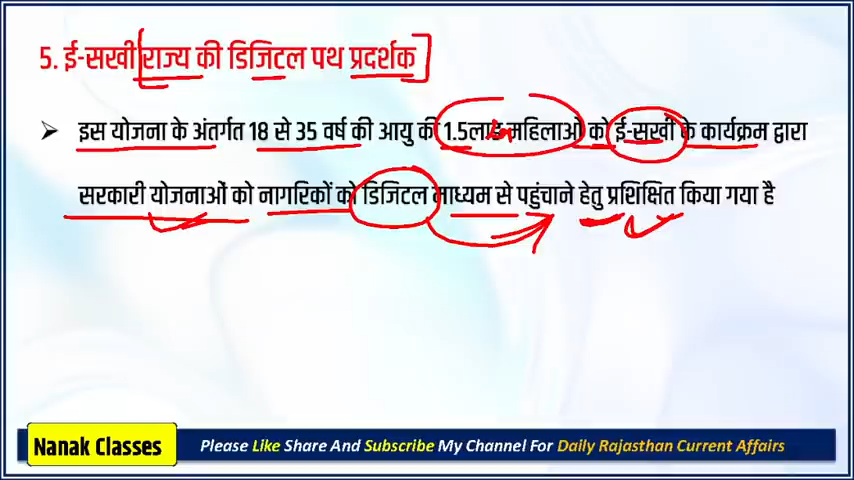 5. ई-सखी राज्य की डिजिटल पथ प्रदर्शक
इस योजना के अंतर्गत 18 से 35 वर्ष की आयु की 1.5लाख महिलाओं को ई-सखी के कार्यक्रम द्वारा
सरकारी योजनाओं को नागरिकों को डिजिटल माध्यम से पहुंचाने हेतु प्रशिक्षित किया गया है
Nanak Classes Please Like Share And Subscribe My Channel For Daily Rajasthan Current Affairs